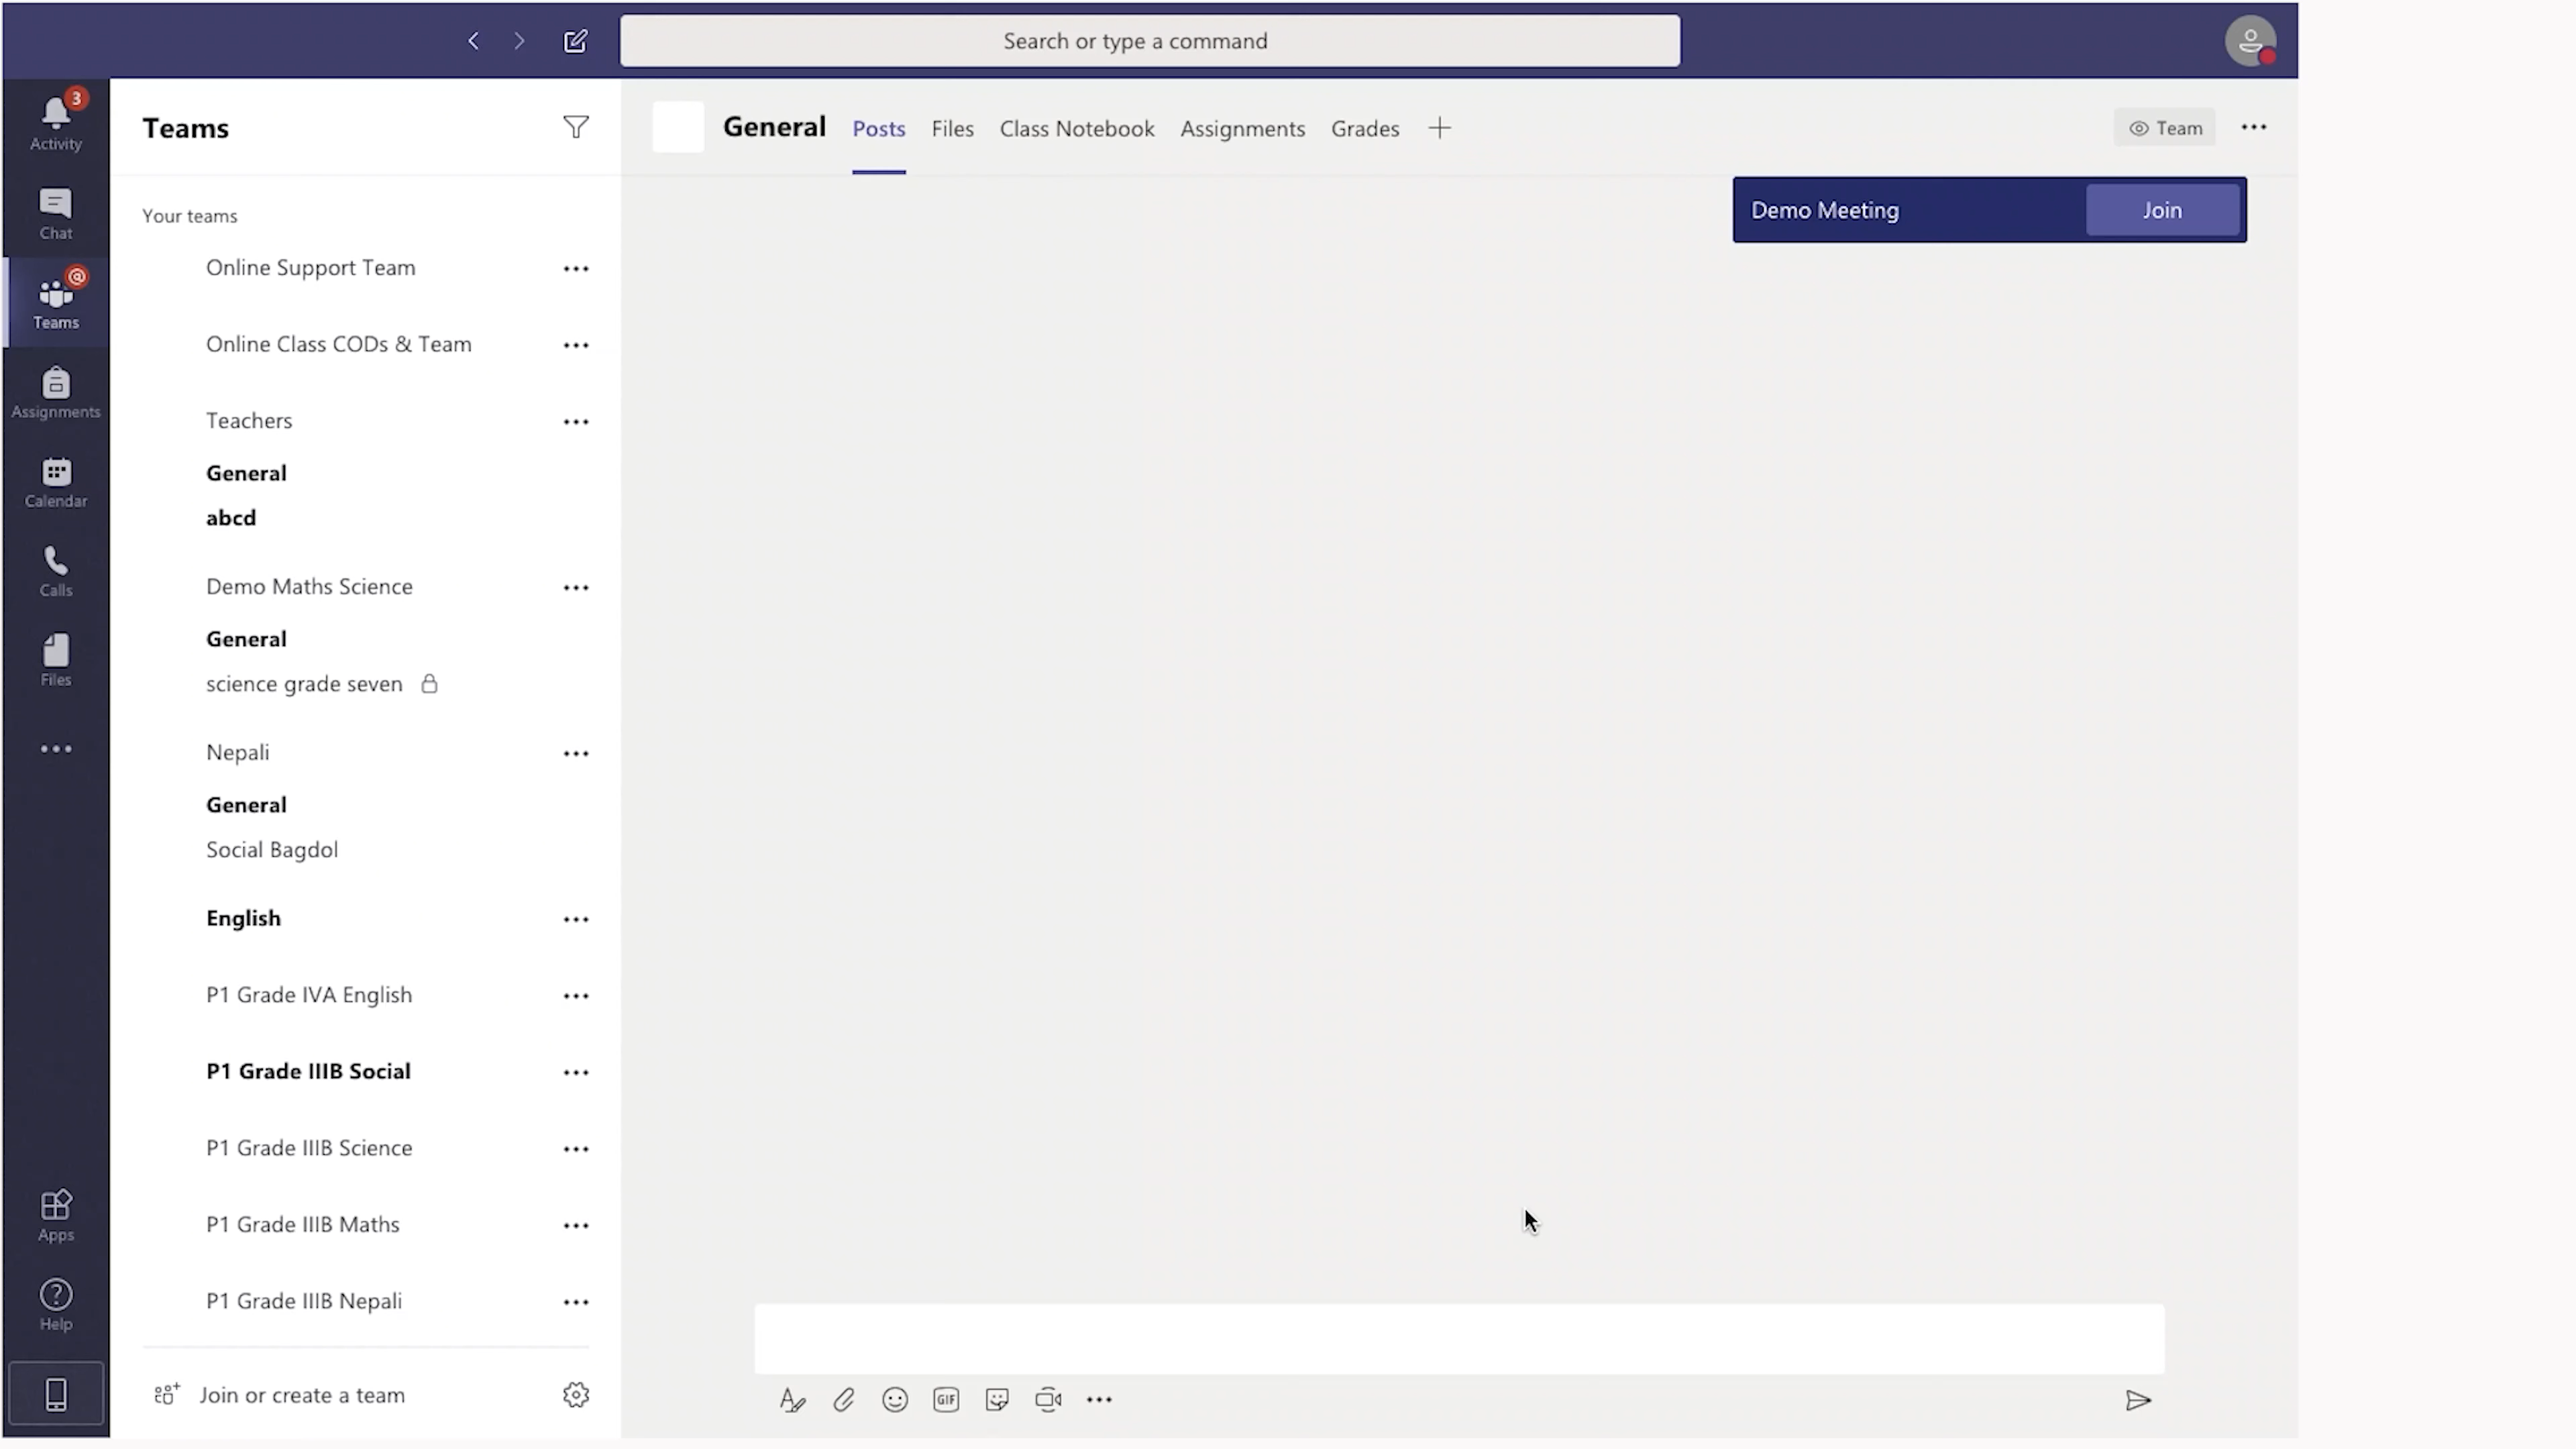 Search or type a command
3
Activity
Chat
@
Teams
Assignments
Calendar
Calls
Files
Apps
Help
Teams
Your teams
Online Support Team
Online Class CODs & Team
Teachers
General
abcd
Demo Maths Science
General
science grade seven
Nepali
General
Social Bagdol
English
P1 Grade IVA English
P1 Grade IIIB Social
P1 Grade IIIB Science
P1 Grade IIIB Maths
P1 Grade IIIB Nepali
Join or create a team
General Posts Files Class Notebook Assignments Grades
Team
Demo Meeting Join
GIF